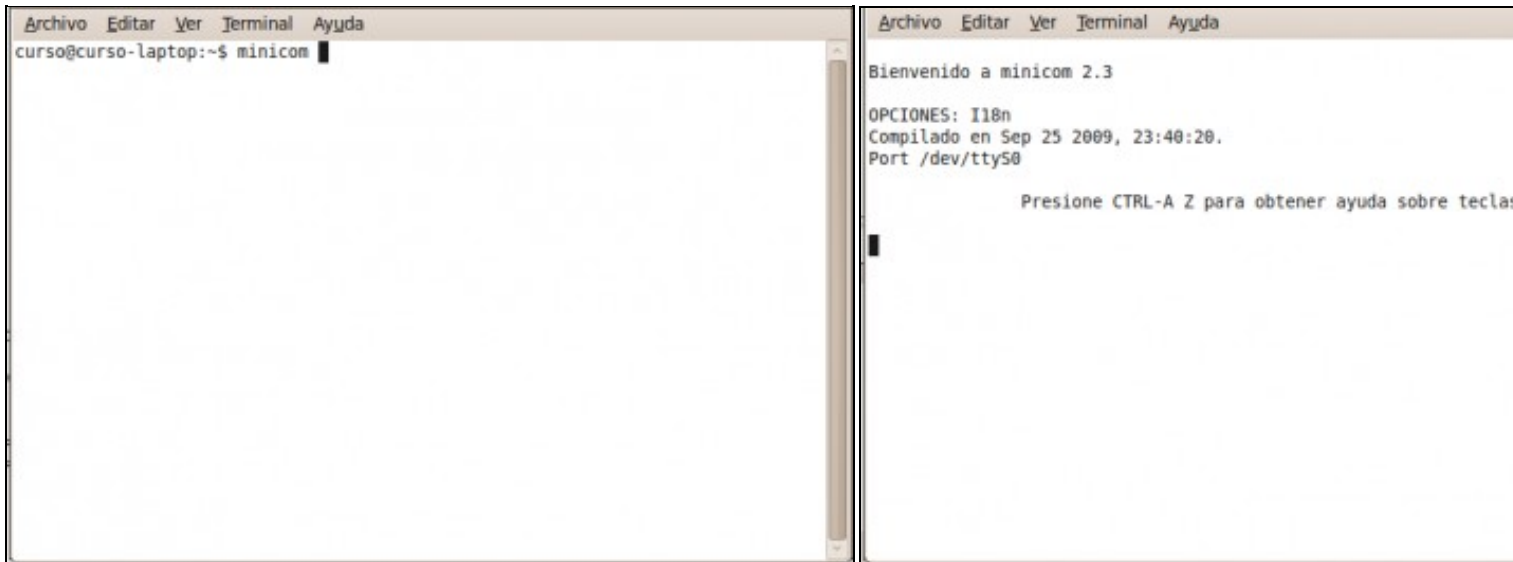 Archivo Editar Ver Terminal Ayuda
curso@curso-laptop:~$ minicom
Archivo Editar Ver Terminal Ayuda
Bienvenido a minicom 2.3
OPCIONES: I18n
Compilado en Sep 25 2009, 23:40:20.
Port /dev/ttyS0
Presione CTRL-A Z para obtener ayuda sobre teclas